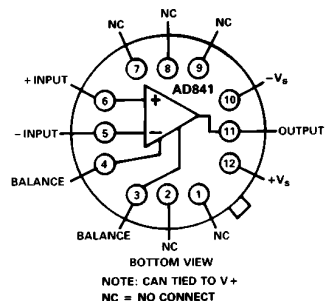 NC
NC
NC
7
8
9
AD841
+ INPUT
6
+
10
−Vs
− INPUT
5
−
11
OUTPUT
4
12
+Vs
BALANCE
3
2
1
BALANCE
NC
NC
BOTTOM VIEW
NOTE: CAN TIED TO V +
NC = NO CONNECT